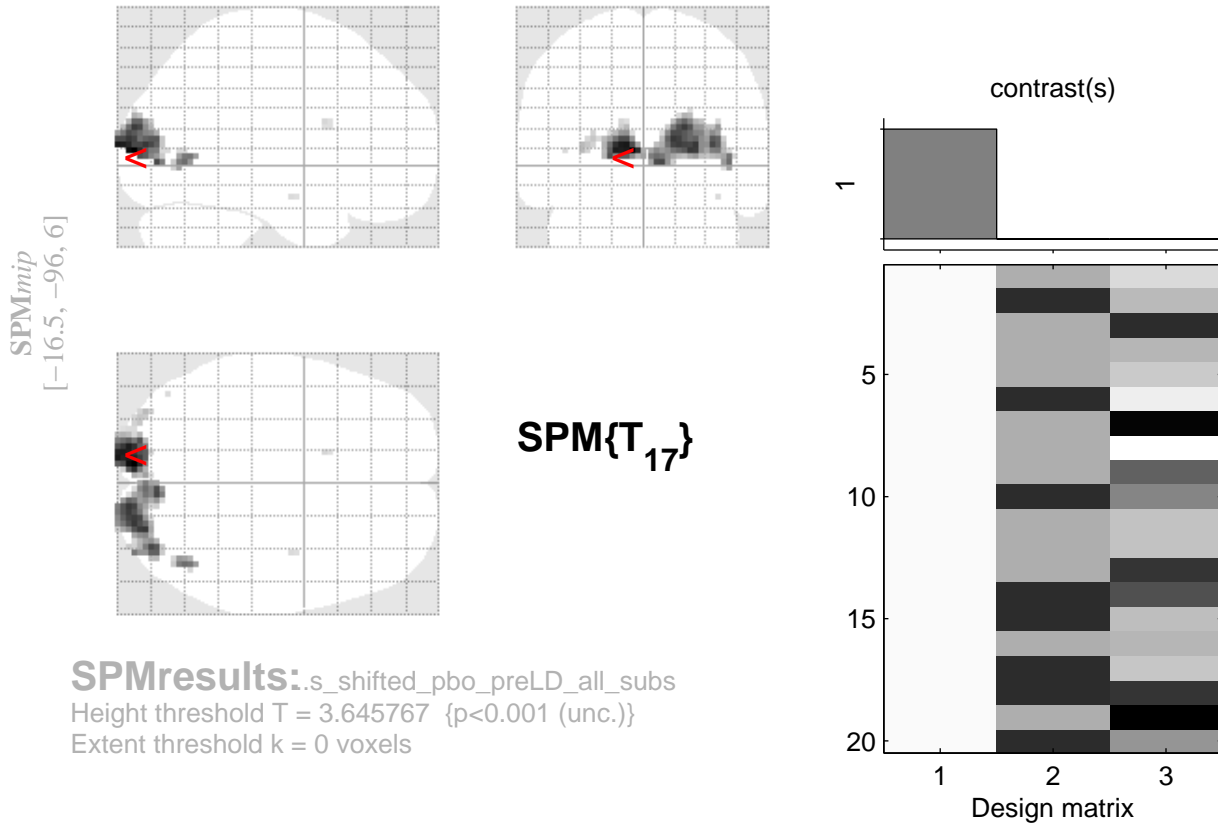 SPMmip
[−16.5, −96, 6]
<
<
<
SPM{T17}
SPMresults:..s_shifted_pbo_preLD_all_subs
Height threshold T = 3.645767 {p<0.001 (unc.)}
Extent threshold k = 0 voxels
contrast(s)
1
5
10
15
20
1 2 3
Design matrix